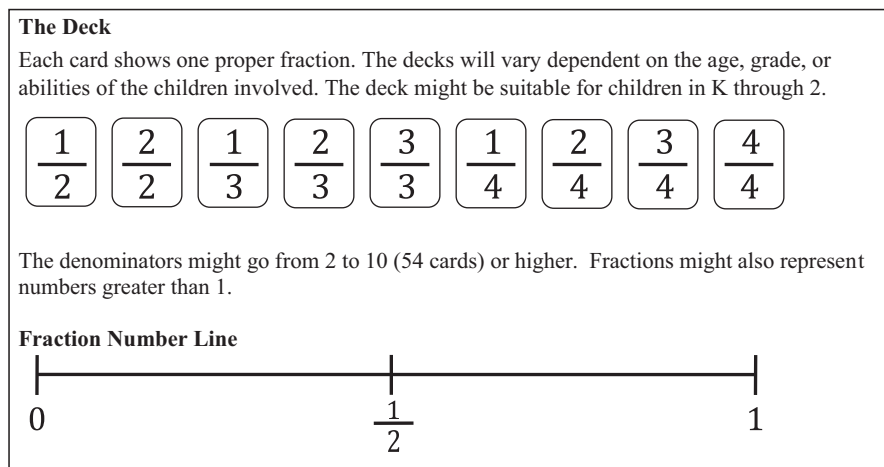 The Deck
Each card shows one proper fraction. The decks will vary dependent on the age, grade, or
abilities of the children involved. The deck might be suitable for children in K through 2.
1/2 2/2 1/3 2/3 3/3 1/4 2/4 3/4 4/4
The denominators might go from 2 to 10 (54 cards) or higher. Fractions might also represent
numbers greater than 1.
Fraction Number Line
0 1/2 1